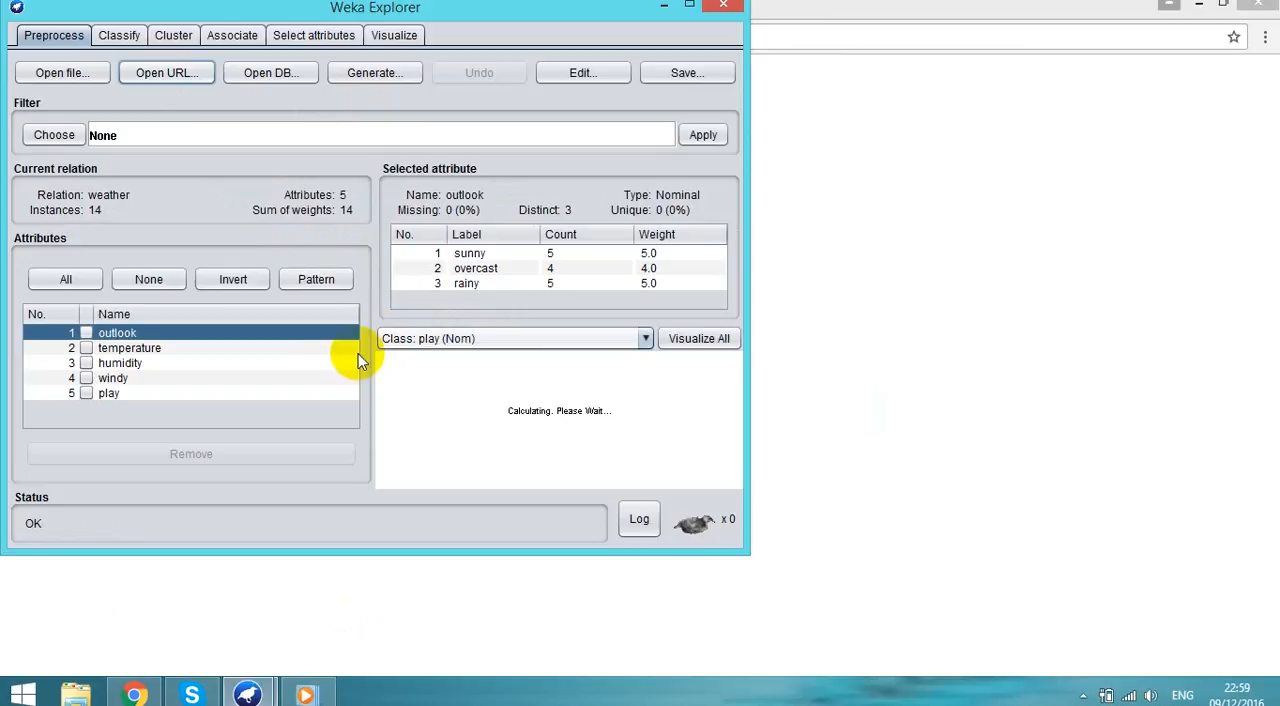 Weka Explorer
Preprocess Classify Cluster Associate Select attributes Visualize
Open file... Open URL... Open DB... Generate... Undo Edit... Save...
Filter
Choose None Apply
Current relation
Relation: weather Attributes: 5
Instances: 14 Sum of weights: 14
Attributes
All None Invert Pattern
No. Name
1 outlook
2 temperature
3 humidity
4 windy
5 play
Remove
Selected attribute
Name: outlook Type: Nominal
Missing: 0 (0%) Distinct: 3 Unique: 0 (0%)
No. Label Count Weight
1 sunny 5 5.0
2 overcast 4 4.0
3 rainy 5 5.0
Class: play (Nom) Visualize All
Calculating. Please Wait...
Status
OK Log x 0
ENG 22:59
09/12/2016